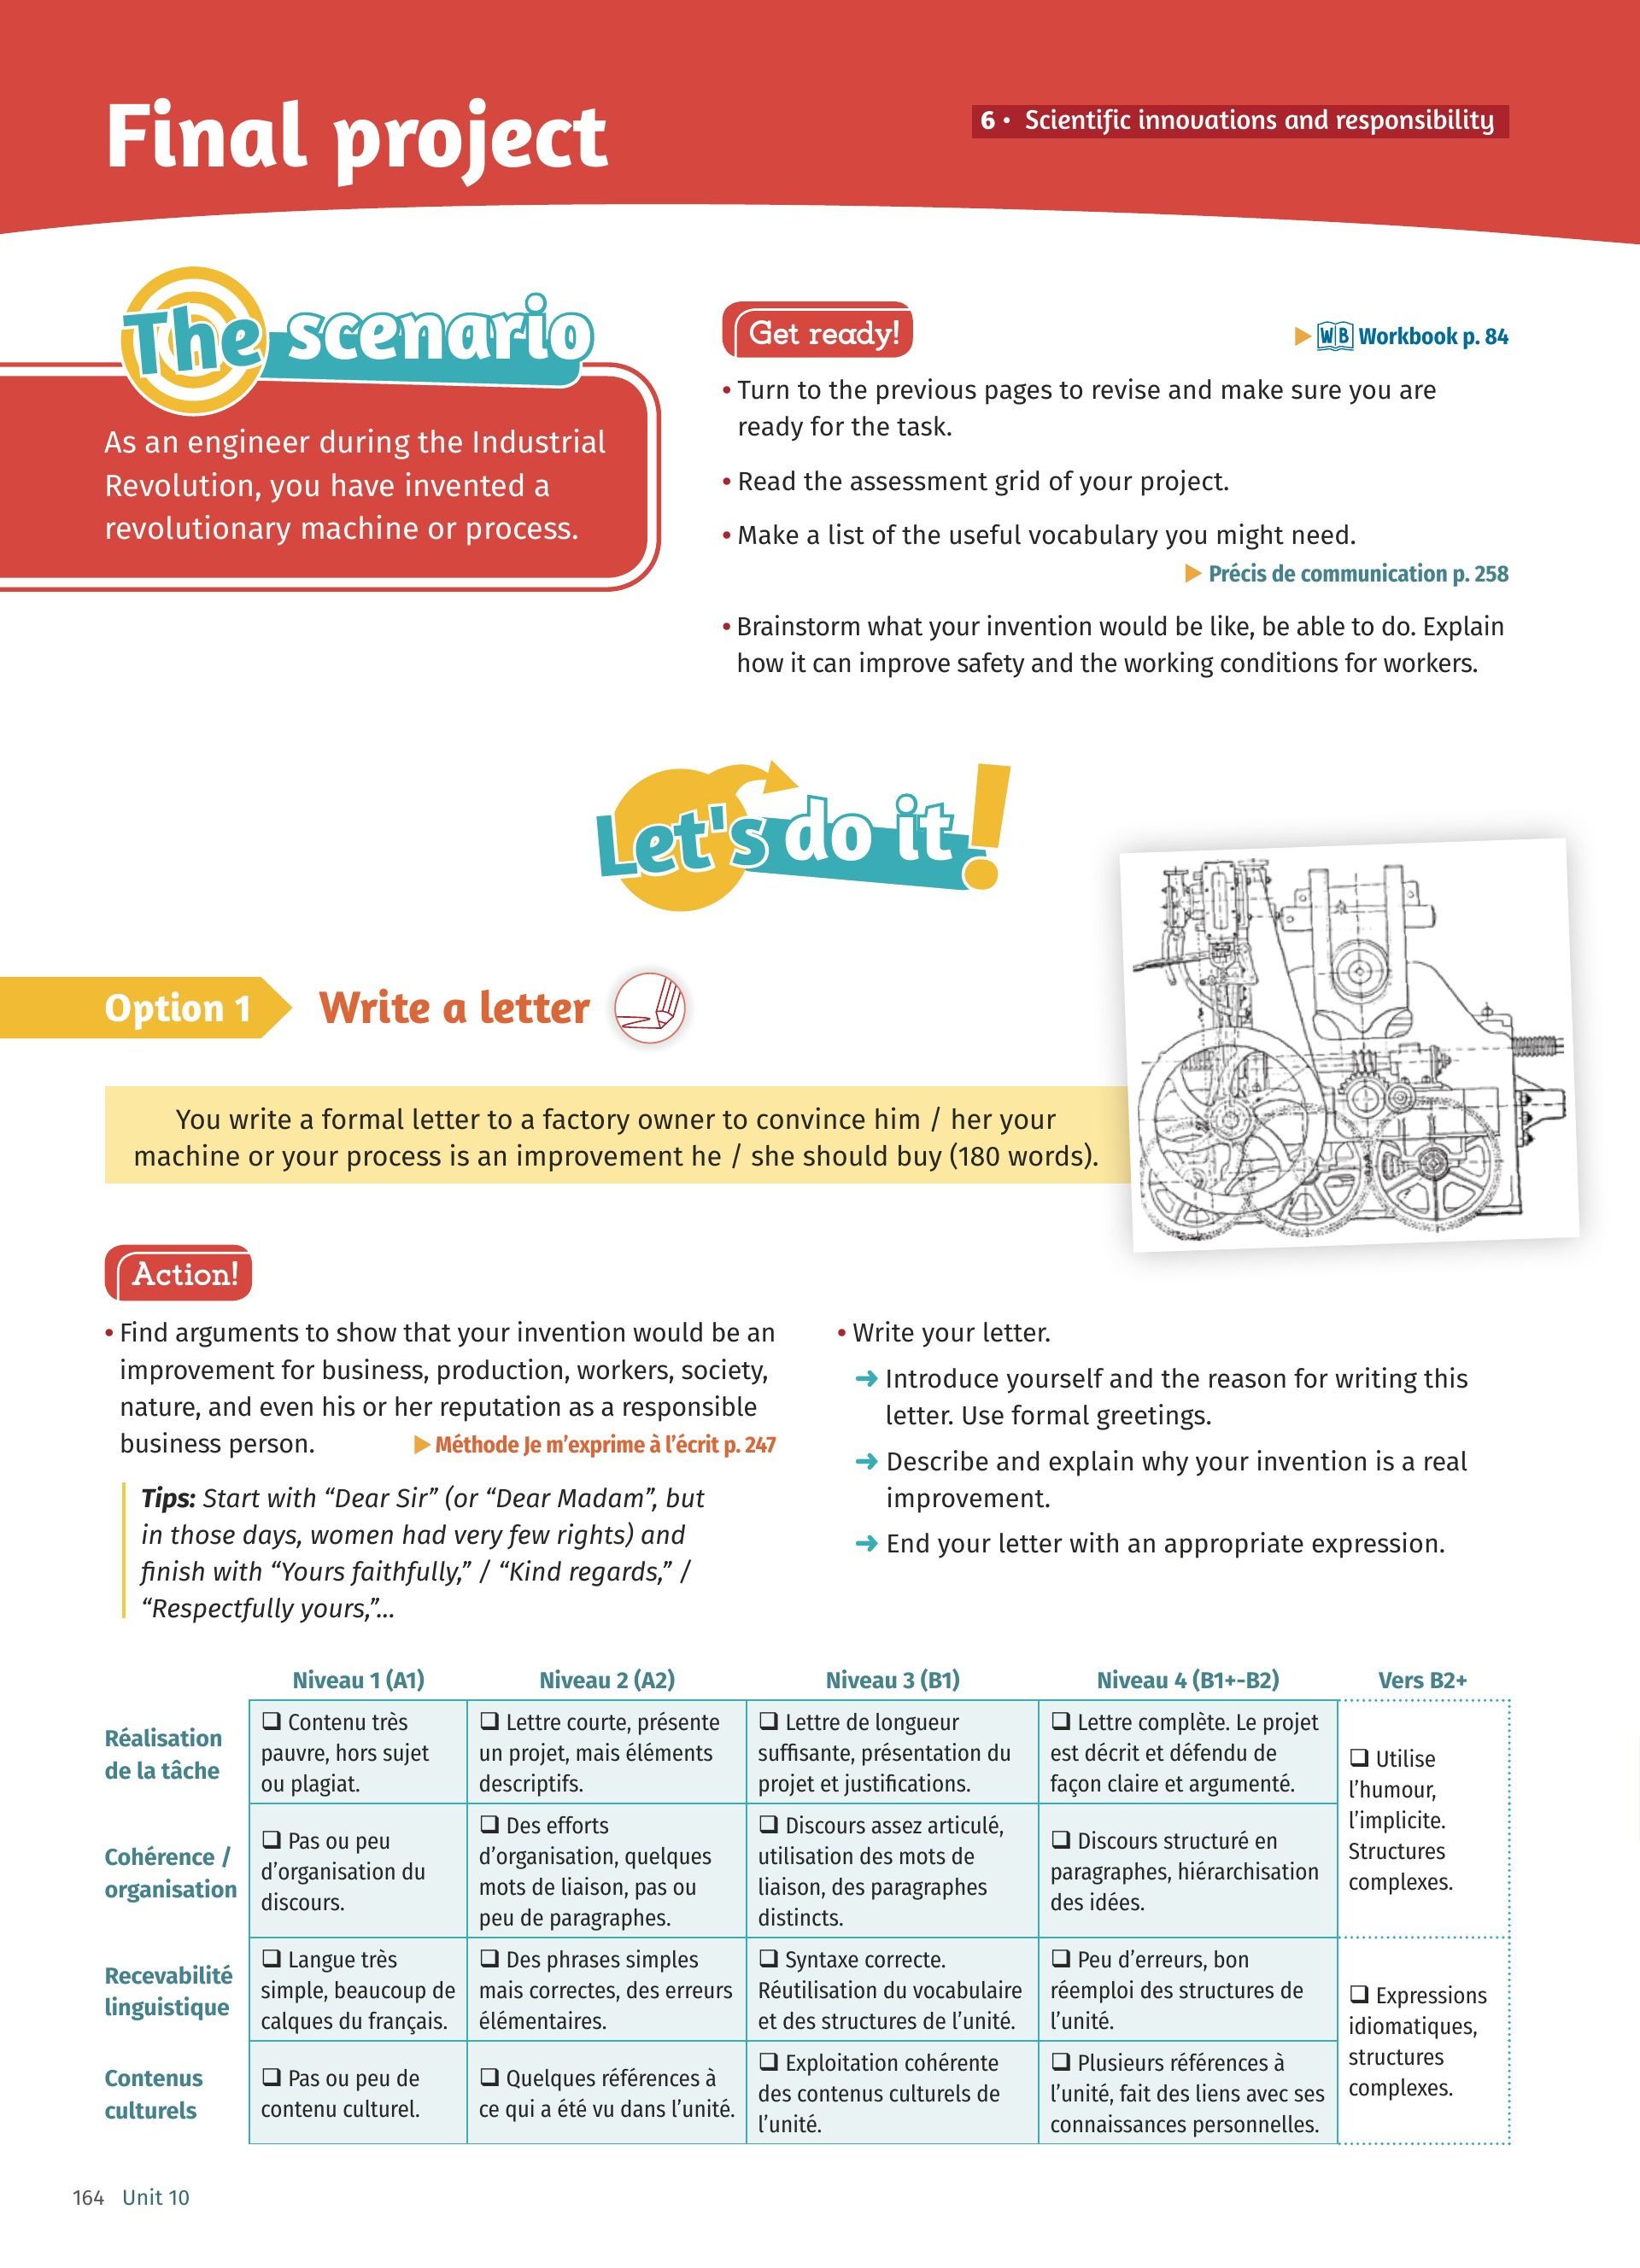 Final project
6 • Scientific innovations and responsibility
The scenario
As an engineer during the Industrial
Revolution, you have invented a
revolutionary machine or process.
Get ready!
WB Workbook p. 84
• Turn to the previous pages to revise and make sure you are
ready for the task.
• Read the assessment grid of your project.
• Make a list of the useful vocabulary you might need.
Précis de communication p. 258
• Brainstorm what your invention would be like, be able to do. Explain
how it can improve safety and the working conditions for workers.
Let's do it!
Option 1
Write a letter
You write a formal letter to a factory owner to convince him / her your
machine or your process is an improvement he / she should buy (180 words).
Action!
• Find arguments to show that your invention would be an
improvement for business, production, workers, society,
nature, and even his or her reputation as a responsible
business person.
Méthode Je m'exprime à l'écrit p. 247
Tips: Start with “Dear Sir” (or “Dear Madam”, but
in those days, women had very few rights) and
finish with “Yours faithfully,” / “Kind regards,” /
“Respectfully yours,”...
• Write your letter.
➜ Introduce yourself and the reason for writing this
letter. Use formal greetings.
➜ Describe and explain why your invention is a real
improvement.
➜ End your letter with an appropriate expression.
Niveau 1 (A1)
Niveau 2 (A2)
Niveau 3 (B1)
Niveau 4 (B1+-B2)
Vers B2+
Réalisation
de la tâche
❏ Contenu très
pauvre, hors sujet
ou plagiat.
❏ Lettre courte, présente
un projet, mais éléments
descriptifs.
❏ Lettre de longueur
suffisante, présentation du
projet et justifications.
❏ Lettre complète. Le projet
est décrit et défendu de
façon claire et argumenté.
❏ Utilise
l'humour,
l'implicite.
Structures
complexes.
Cohérence /
organisation
❏ Pas ou peu
d'organisation du
discours.
❏ Des efforts
d'organisation, quelques
mots de liaison, pas ou
peu de paragraphes.
❏ Discours assez articulé,
utilisation des mots de
liaison, des paragraphes
distincts.
❏ Discours structuré en
paragraphes, hiérarchisation
des idées.
Recevabilité
linguistique
❏ Langue très
simple, beaucoup de
calques du français.
❏ Des phrases simples
mais correctes, des erreurs
élémentaires.
❏ Syntaxe correcte.
Réutilisation du vocabulaire
et des structures de l'unité.
❏ Peu d'erreurs, bon
réemploi des structures de
l'unité.
❏ Expressions
idiomatiques,
structures
complexes.
Contenus
culturels
❏ Pas ou peu de
contenu culturel.
❏ Quelques références à
ce qui a été vu dans l'unité.
❏ Exploitation cohérente
des contenus culturels de
l'unité.
❏ Plusieurs références à
l'unité, fait des liens avec ses
connaissances personnelles.
164 Unit 10